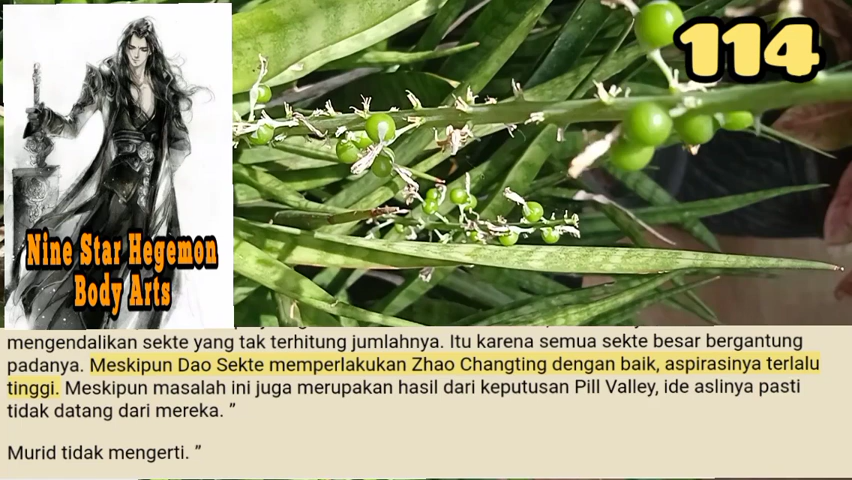 114
Nine Star Hegemon
Body Arts
mengendalikan sekte yang tak terhitung jumlahnya. Itu karena semua sekte besar bergantung
padanya. Meskipun Dao Sekte memperlakukan Zhao Changting dengan baik, aspirasinya terlalu
tinggi. Meskipun masalah ini juga merupakan hasil dari keputusan Pill Valley, ide aslinya pasti
tidak datang dari mereka. ”
Murid tidak mengerti. ”